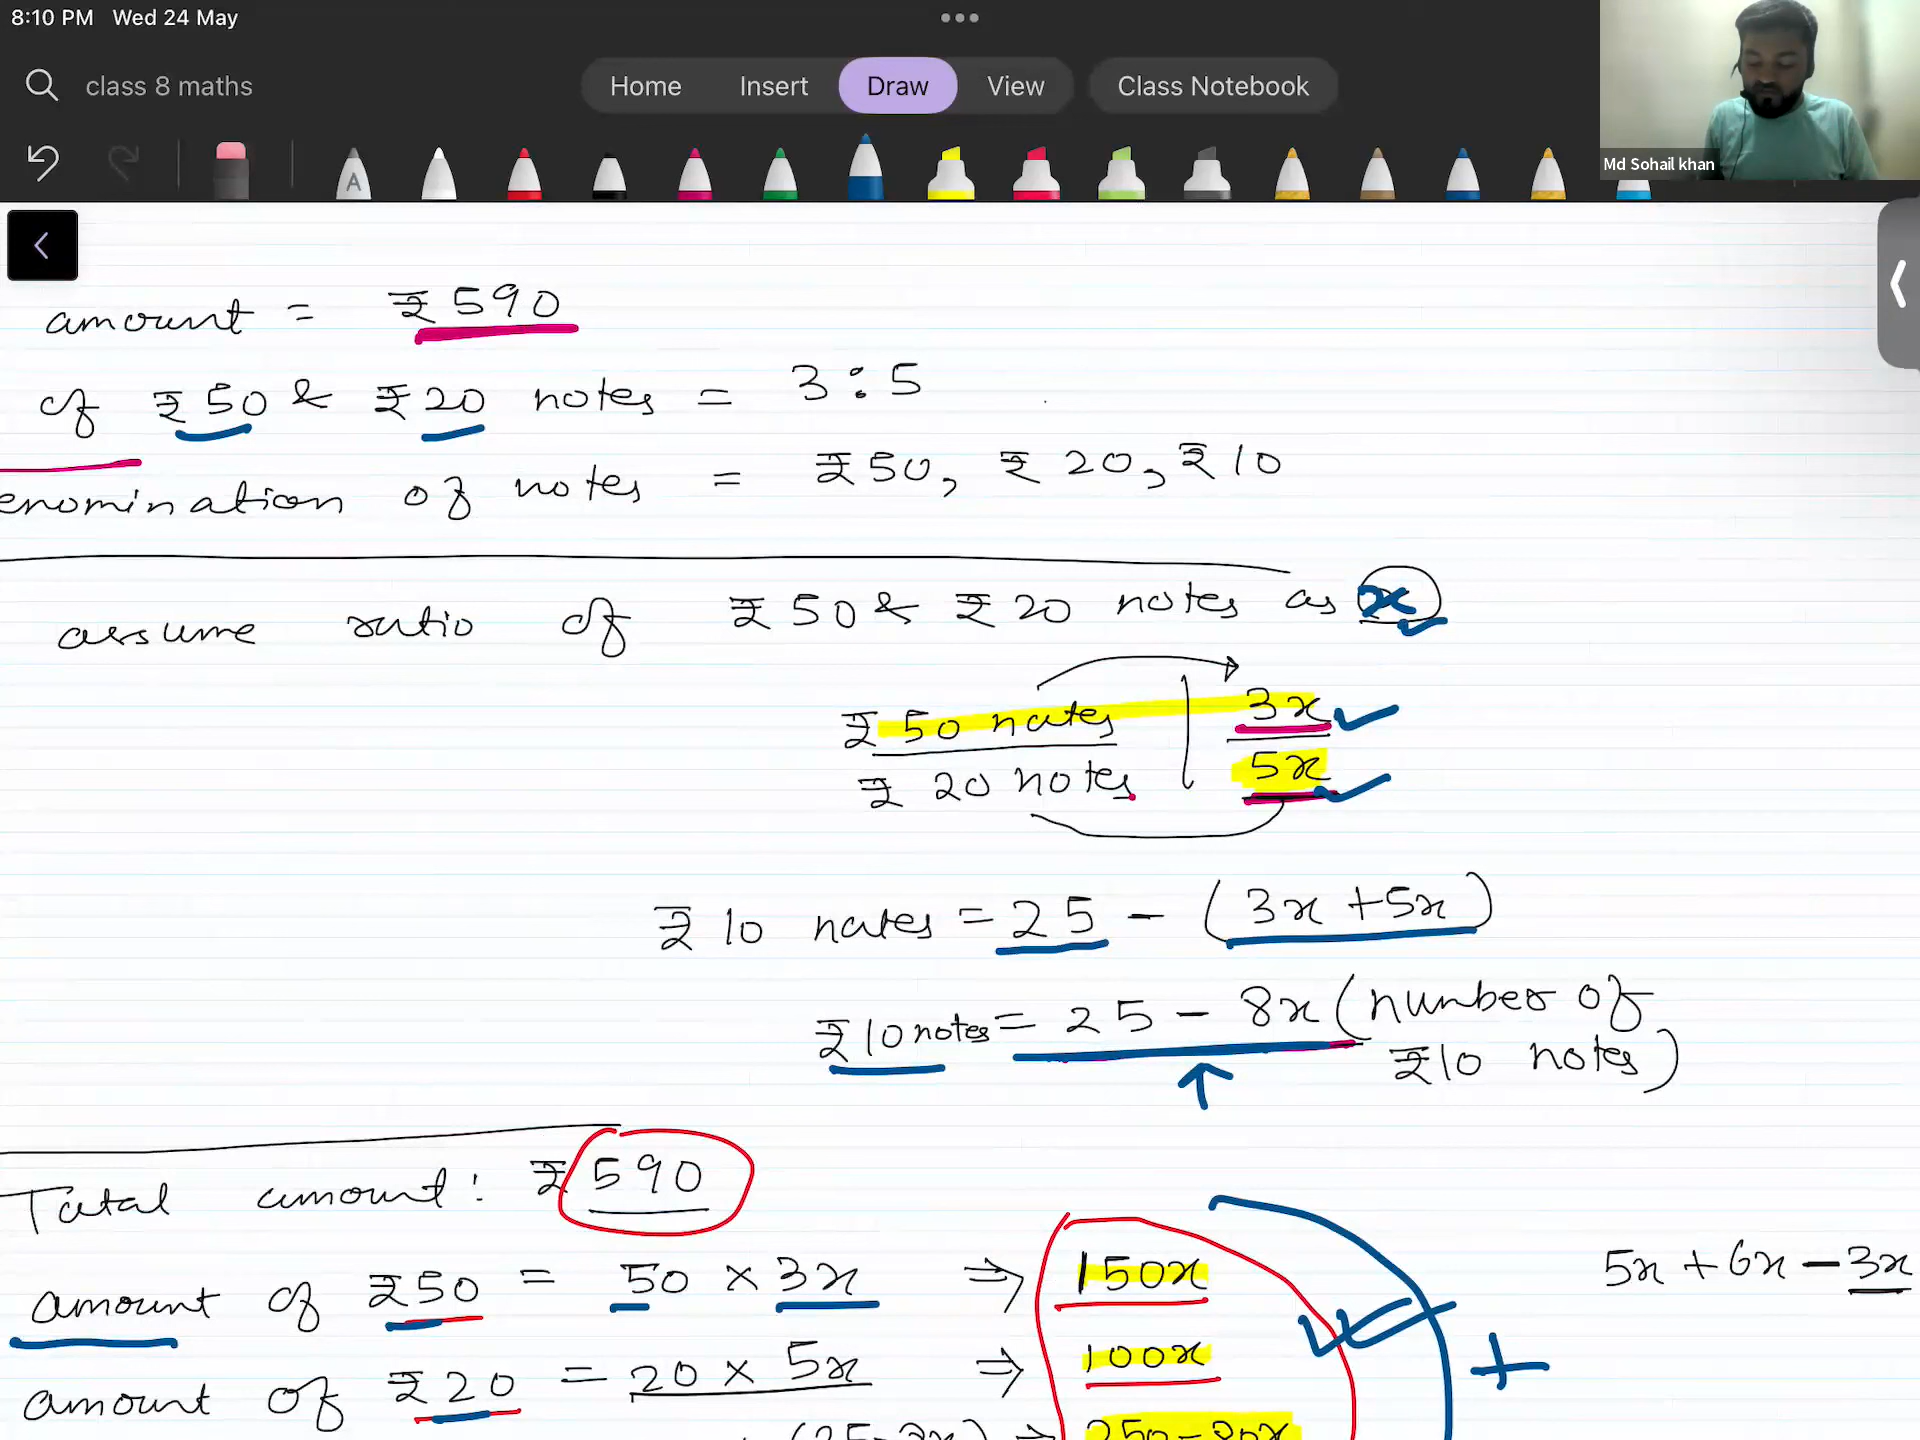 8:10 PM Wed 24 May
class 8 maths
Home Insert Draw View Class Notebook
A
Md Sohail khan
amount = ₹ 590
of ₹ 50 & ₹ 20 notes = 3 : 5
enomination of notes = ₹ 50, ₹ 20, ₹ 10
assume ratio of ₹ 50 & ₹ 20 notes as x
₹ 50 notes | 3x
₹ 20 notes | 5x
₹ 10 notes = 25 - (3x + 5x)
₹ 10 notes = 25 - 8x (number of
₹ 10 notes)
Total amount : ₹ 590
5x + 6x - 3x
amount of ₹ 50 = 50 × 3x ⇒ 150x
+
amount of ₹ 20 = 20 × 5x ⇒ 100x